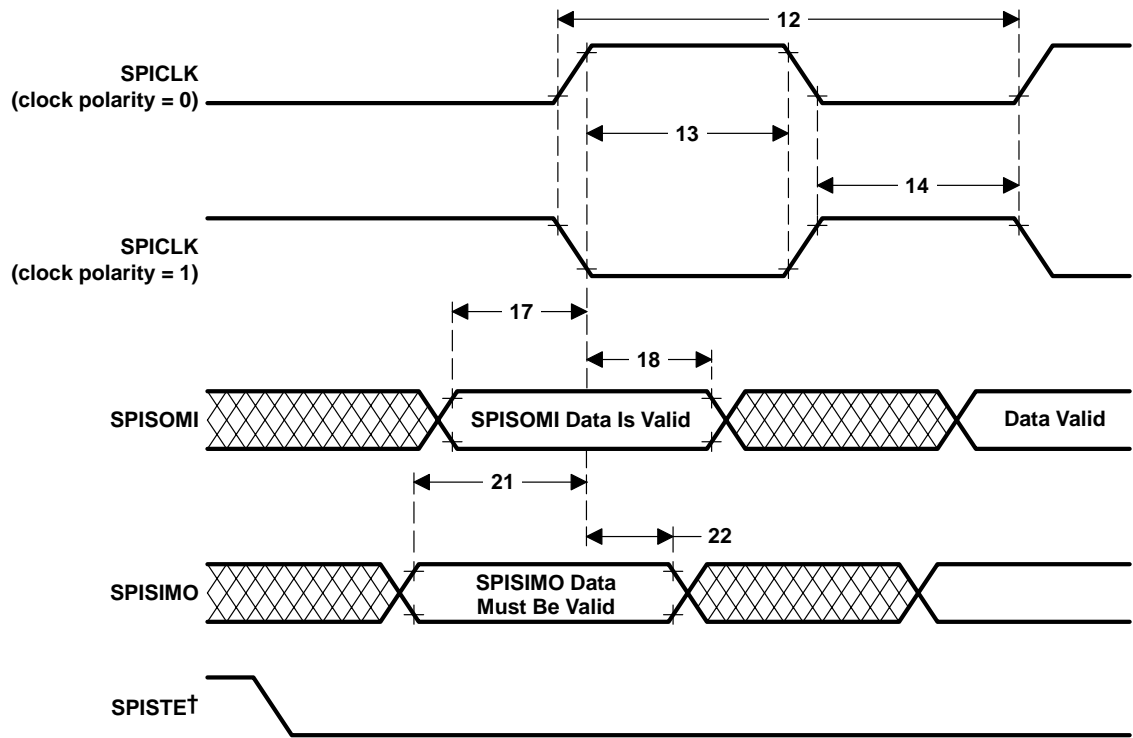 12
SPICLK
(clock polarity = 0)
13
14
SPICLK
(clock polarity = 1)
17
18
SPISOMI
SPISOMI Data Is Valid
Data Valid
21
22
SPISIMO
SPISIMO Data
Must Be Valid
SPISTE†